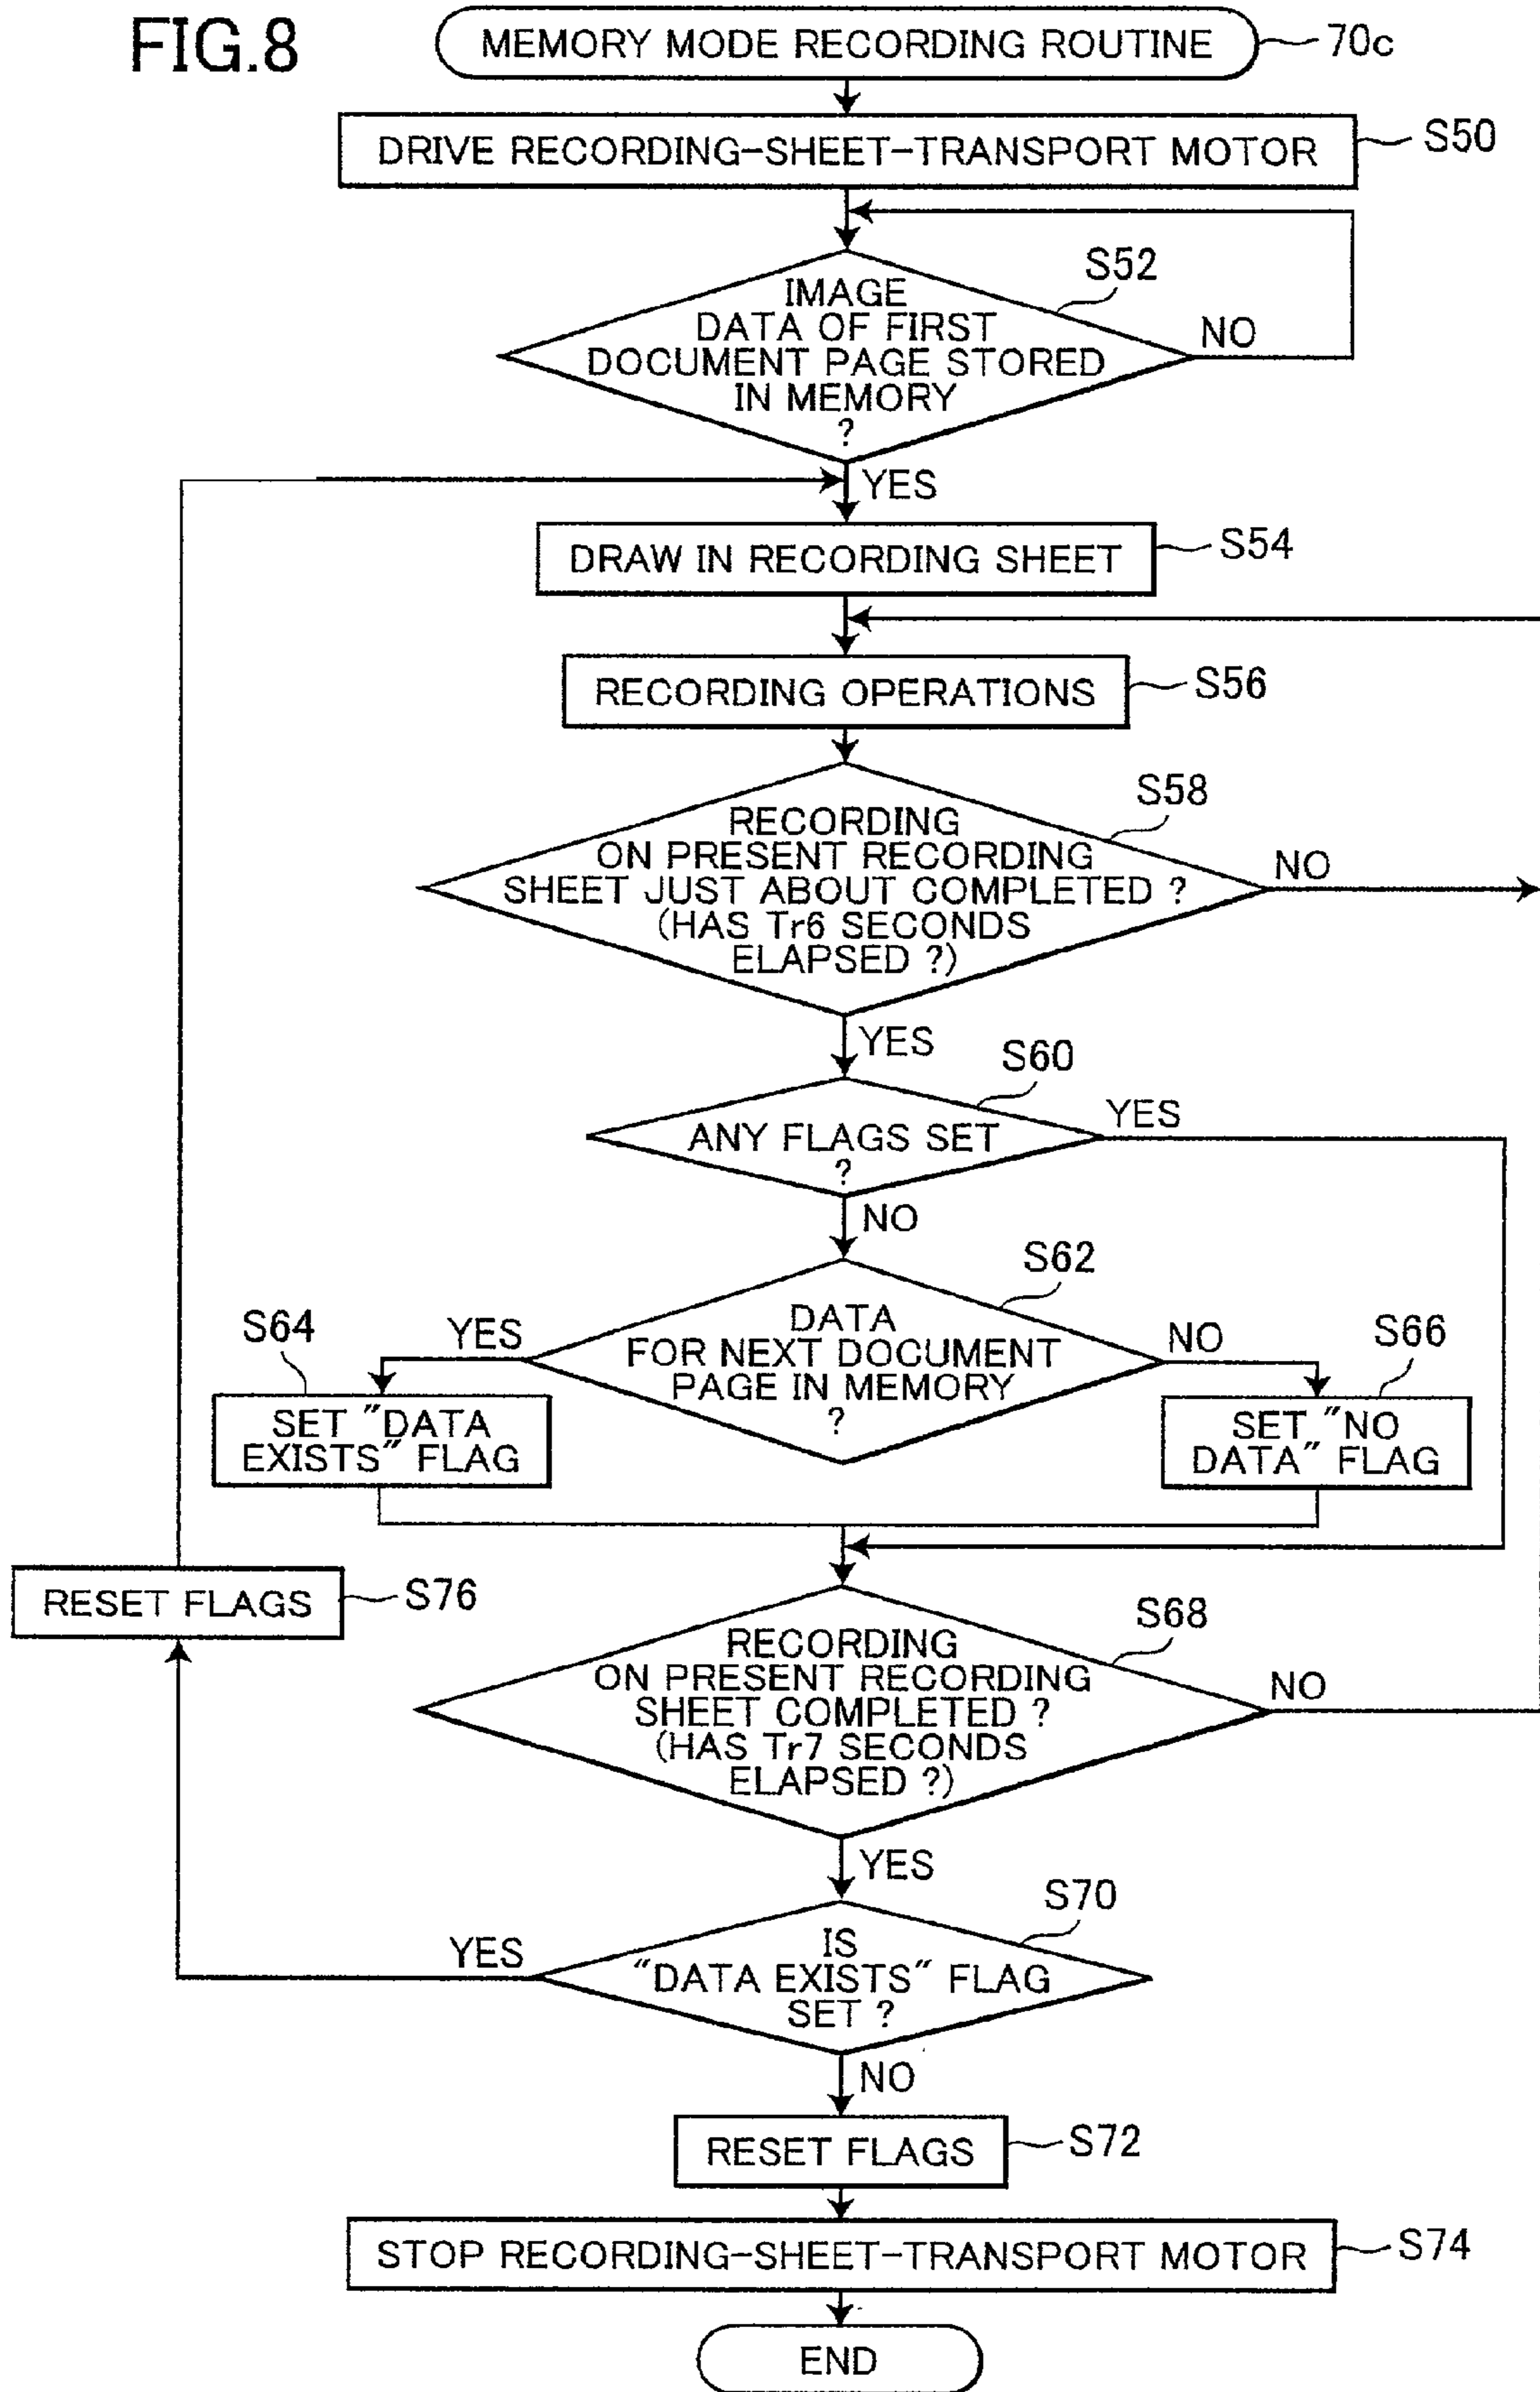 FIG.8
MEMORY MODE RECORDING ROUTINE
70c
DRIVE RECORDING-SHEET-TRANSPORT MOTOR
S50
S52
IMAGE
DATA OF FIRST
DOCUMENT PAGE STORED
IN MEMORY
?
NO
YES
DRAW IN RECORDING SHEET
S54
RECORDING OPERATIONS
S56
S58
RECORDING
ON PRESENT RECORDING
SHEET JUST ABOUT COMPLETED ?
(HAS Tr6 SECONDS
ELAPSED ?)
NO
YES
S60
ANY FLAGS SET
?
YES
NO
S62
DATA
FOR NEXT DOCUMENT
PAGE IN MEMORY
?
YES
NO
S64
SET "DATA
EXISTS" FLAG
S66
SET "NO
DATA" FLAG
RESET FLAGS
S76
S68
RECORDING
ON PRESENT RECORDING
SHEET COMPLETED ?
(HAS Tr7 SECONDS
ELAPSED ?)
NO
YES
S70
IS
"DATA EXISTS" FLAG
SET ?
YES
NO
RESET FLAGS
S72
STOP RECORDING-SHEET-TRANSPORT MOTOR
S74
END